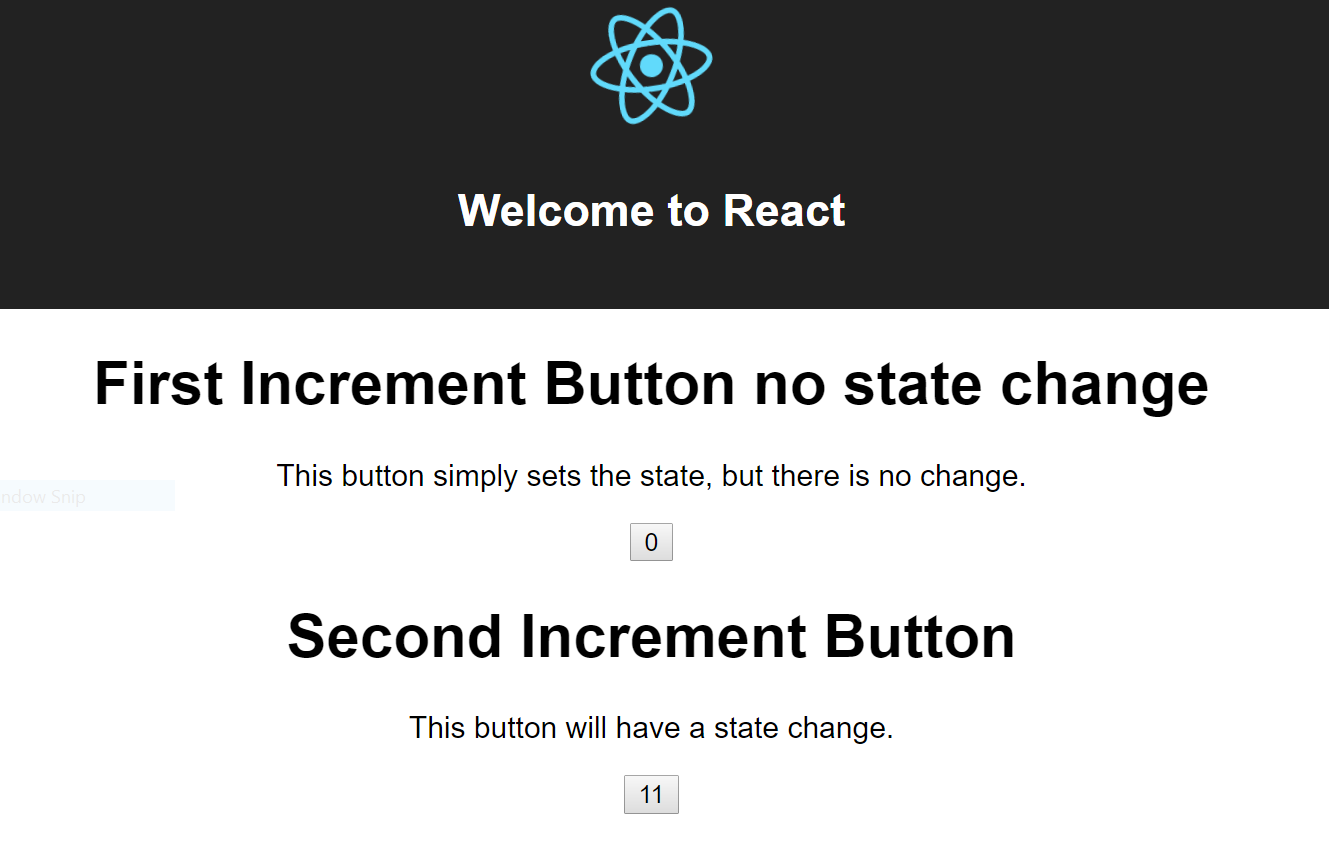 Welcome to React
First Increment Button no state change
This button simply sets the state, but there is no change.
ndow Snip
0
Second Increment Button
This button will have a state change.
11